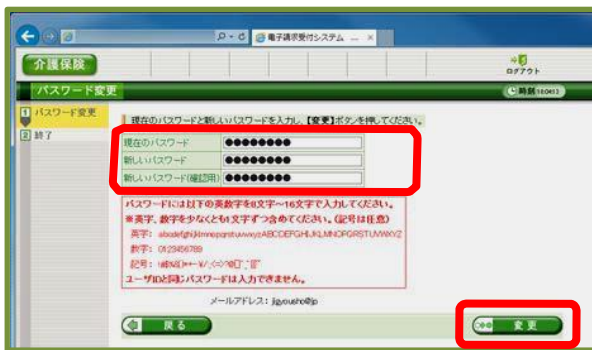 電子請求受付システム ...
介護保険
ログアウト
パスワード変更
時刻
1 パスワード変更
2 終了
現在のパスワードと新しいパスワードを入力し、【変更】ボタンを押してください。
現在のパスワード ●●●●●●●●
新しいパスワード ●●●●●●●●
新しいパスワード(確認用) ●●●●●●●●
パスワードには以下の英数字を8文字~16文字で入力してください。
※英字、数字を少なくとも1文字ずつ含めてください。(記号は任意)
英字: abcdefghijklmnopqrstuvwxyzABCDEFGHIJKLMNOPQRSTUVWXYZ
数字: 0123456789
記号:
ユーザIDと同じパスワードは入力できません。
メールアドレス: jigyousho@jp
戻る
変更